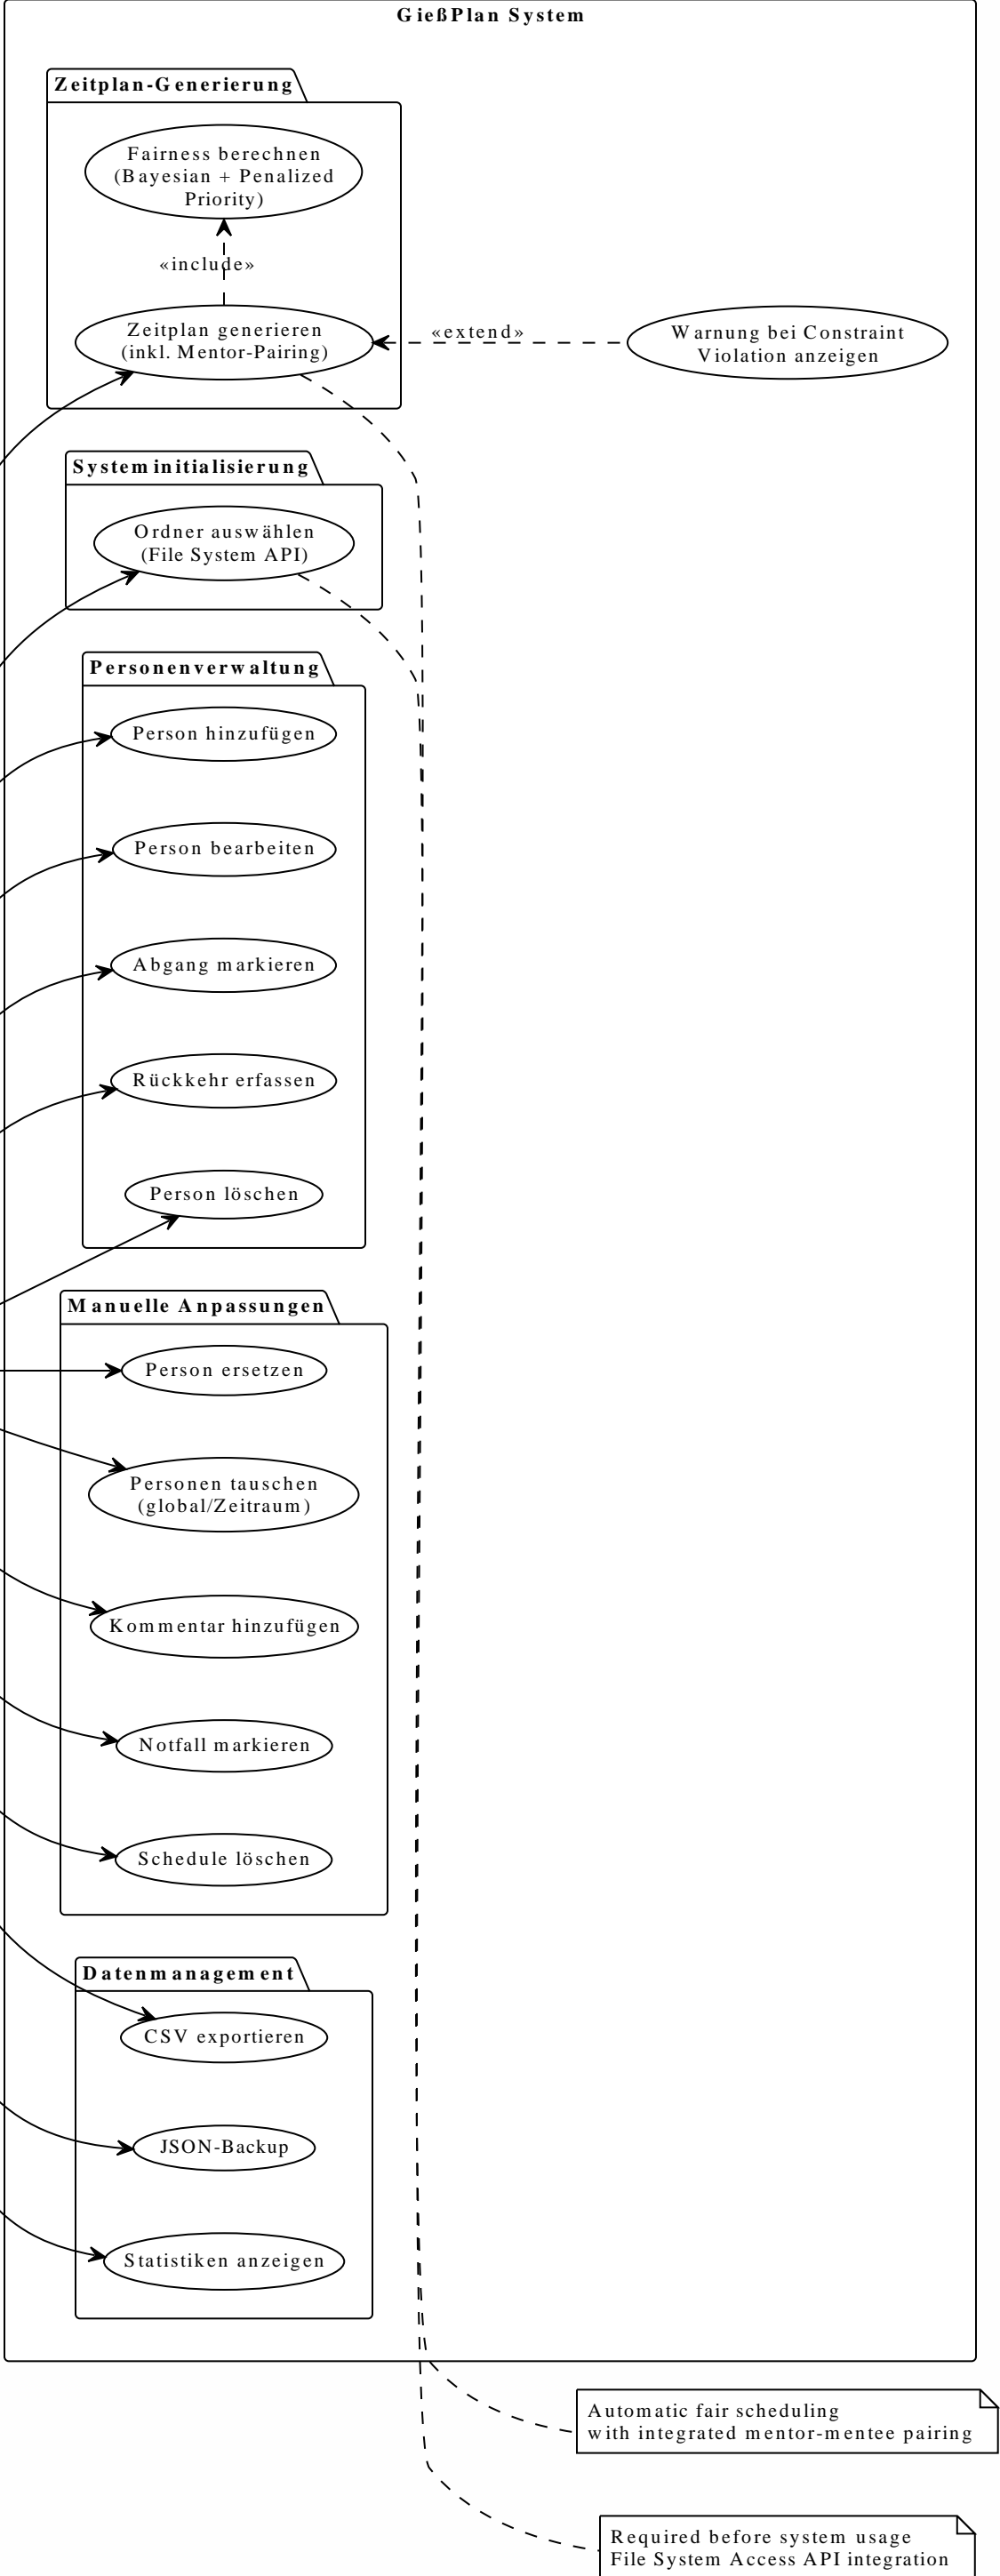 GießPlan System
Zeitplan-Generierung
Fairness berechnen
(Bayesian + Penalized
Priority)
«include»
Zeitplan generieren
(inkl. Mentor-Pairing)
«extend»
Warnung bei Constraint
Violation anzeigen
Systeminitialisierung
Ordner auswählen
(File System API)
Personenverwaltung
Person hinzufügen
Person bearbeiten
Abgang markieren
Rückkehr erfassen
Person löschen
Manuelle Anpassungen
Person ersetzen
Personen tauschen
(global/Zeitraum)
Kommentar hinzufügen
Notfall markieren
Schedule löschen
Datenmanagement
CSV exportieren
JSON-Backup
Statistiken anzeigen
Automatic fair scheduling
with integrated mentor-mentee pairing
Required before system usage
File System Access API integration